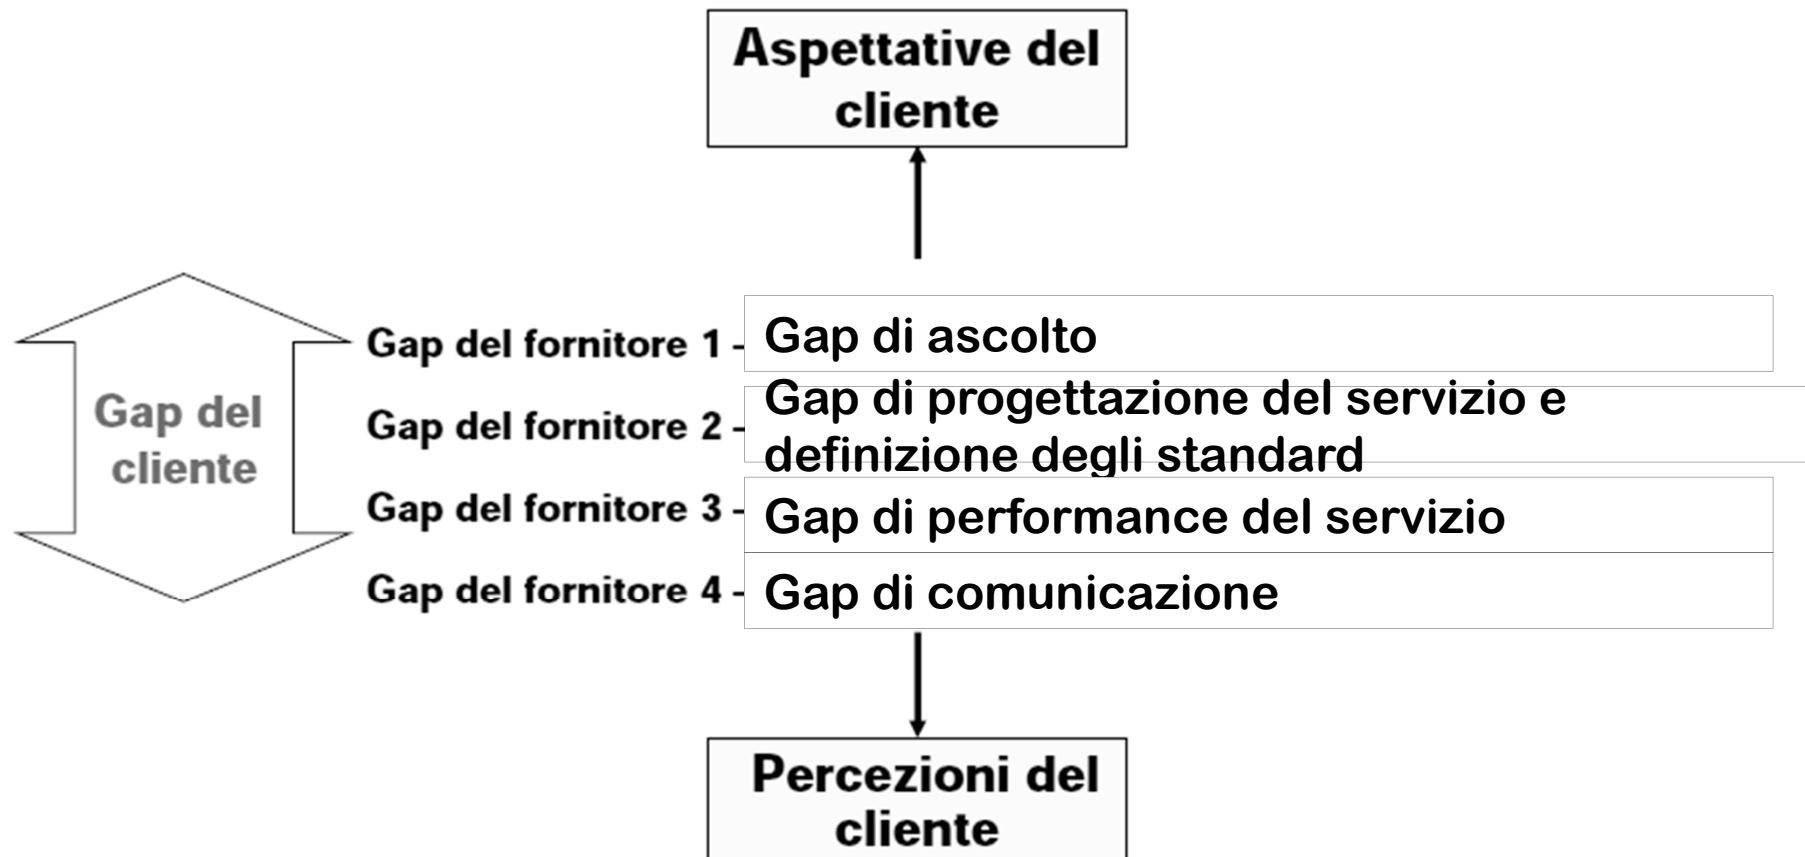 Aspettative del
cliente
Gap del
cliente
Gap del fornitore 1 - Gap di ascolto
Gap del fornitore 2 - Gap di progettazione del servizio e
definizione degli standard
Gap del fornitore 3 - Gap di performance del servizio
Gap del fornitore 4 - Gap di comunicazione
Percezioni del
cliente